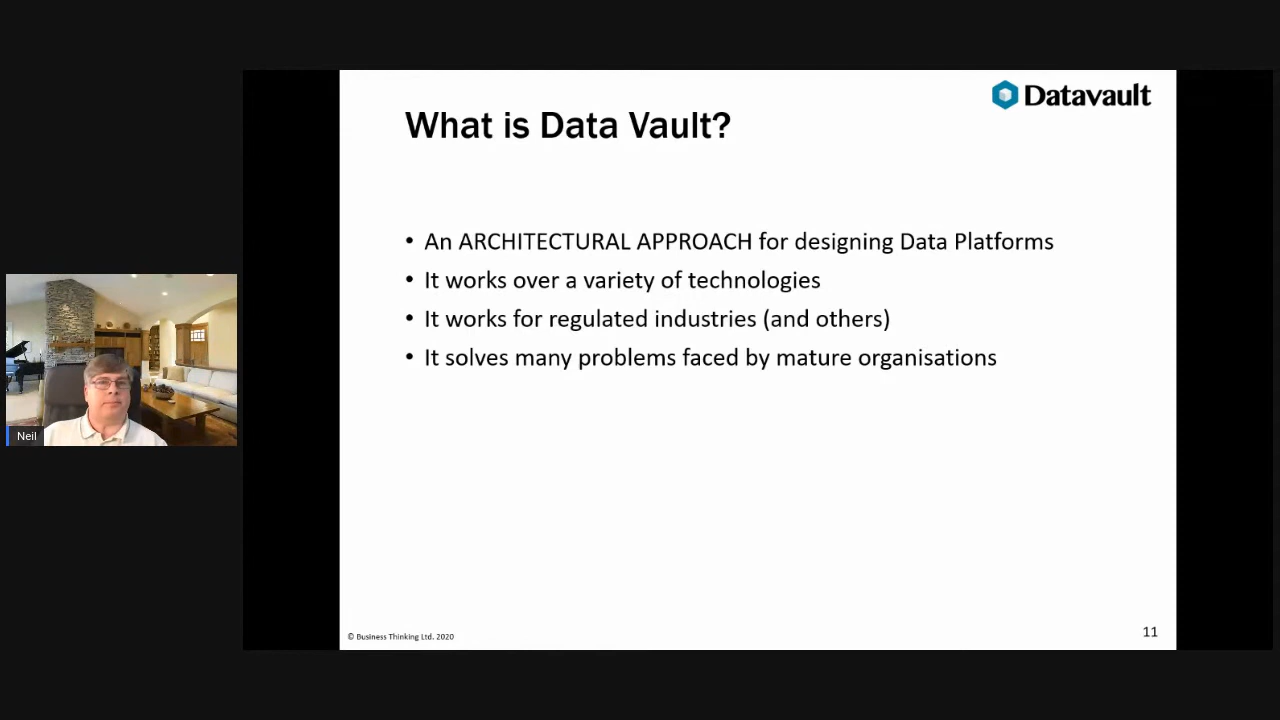 Datavault
What is Data Vault?
• An ARCHITECTURAL APPROACH for designing Data Platforms
• It works over a variety of technologies
• It works for regulated industries (and others)
• It solves many problems faced by mature organisations
Neil
© Business Thinking Ltd. 2020
11